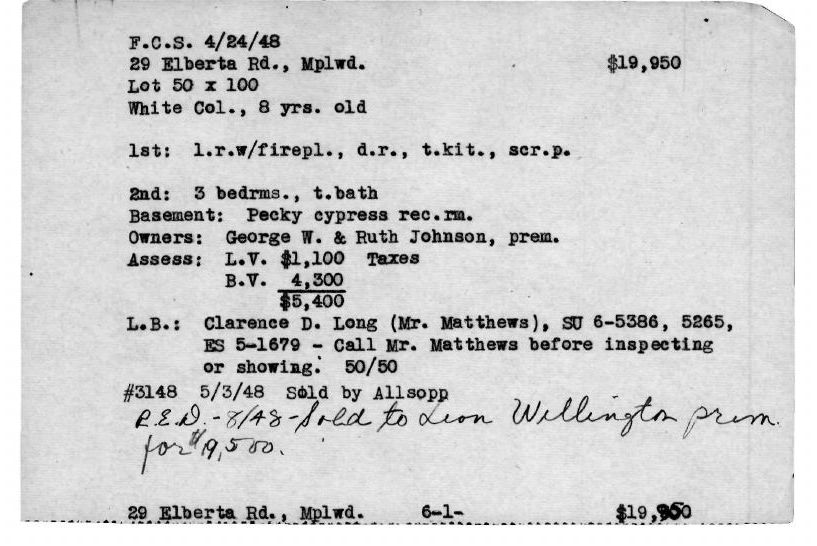 F.C.S. 4/24/48
29 Elberta Rd., Mplwd. $19,950
Lot 50 x 100
White Col., 8 yrs. old
1st: l.r.w/firepl., d.r., t.kit., scr.p.
2nd: 3 bedrms., t.bath
Basement: Pecky cypress rec.rm.
Owners: George W. & Ruth Johnson, prem.
Assess: L.V. $1,100 Taxes
B.V. 4,300
$5,400
L.B.: Clarence D. Long (Mr. Matthews), SU 6-5386, 5265,
ES 5-1679 - Call Mr. Matthews before inspecting
or showing. 50/50
#3148 5/3/48 Sold by Allsopp
R.E.D. - 8/48 - Sold to Leon Wellington prem.
for $19,500.
29 Elberta Rd., Mplwd. 6-1- $19,950